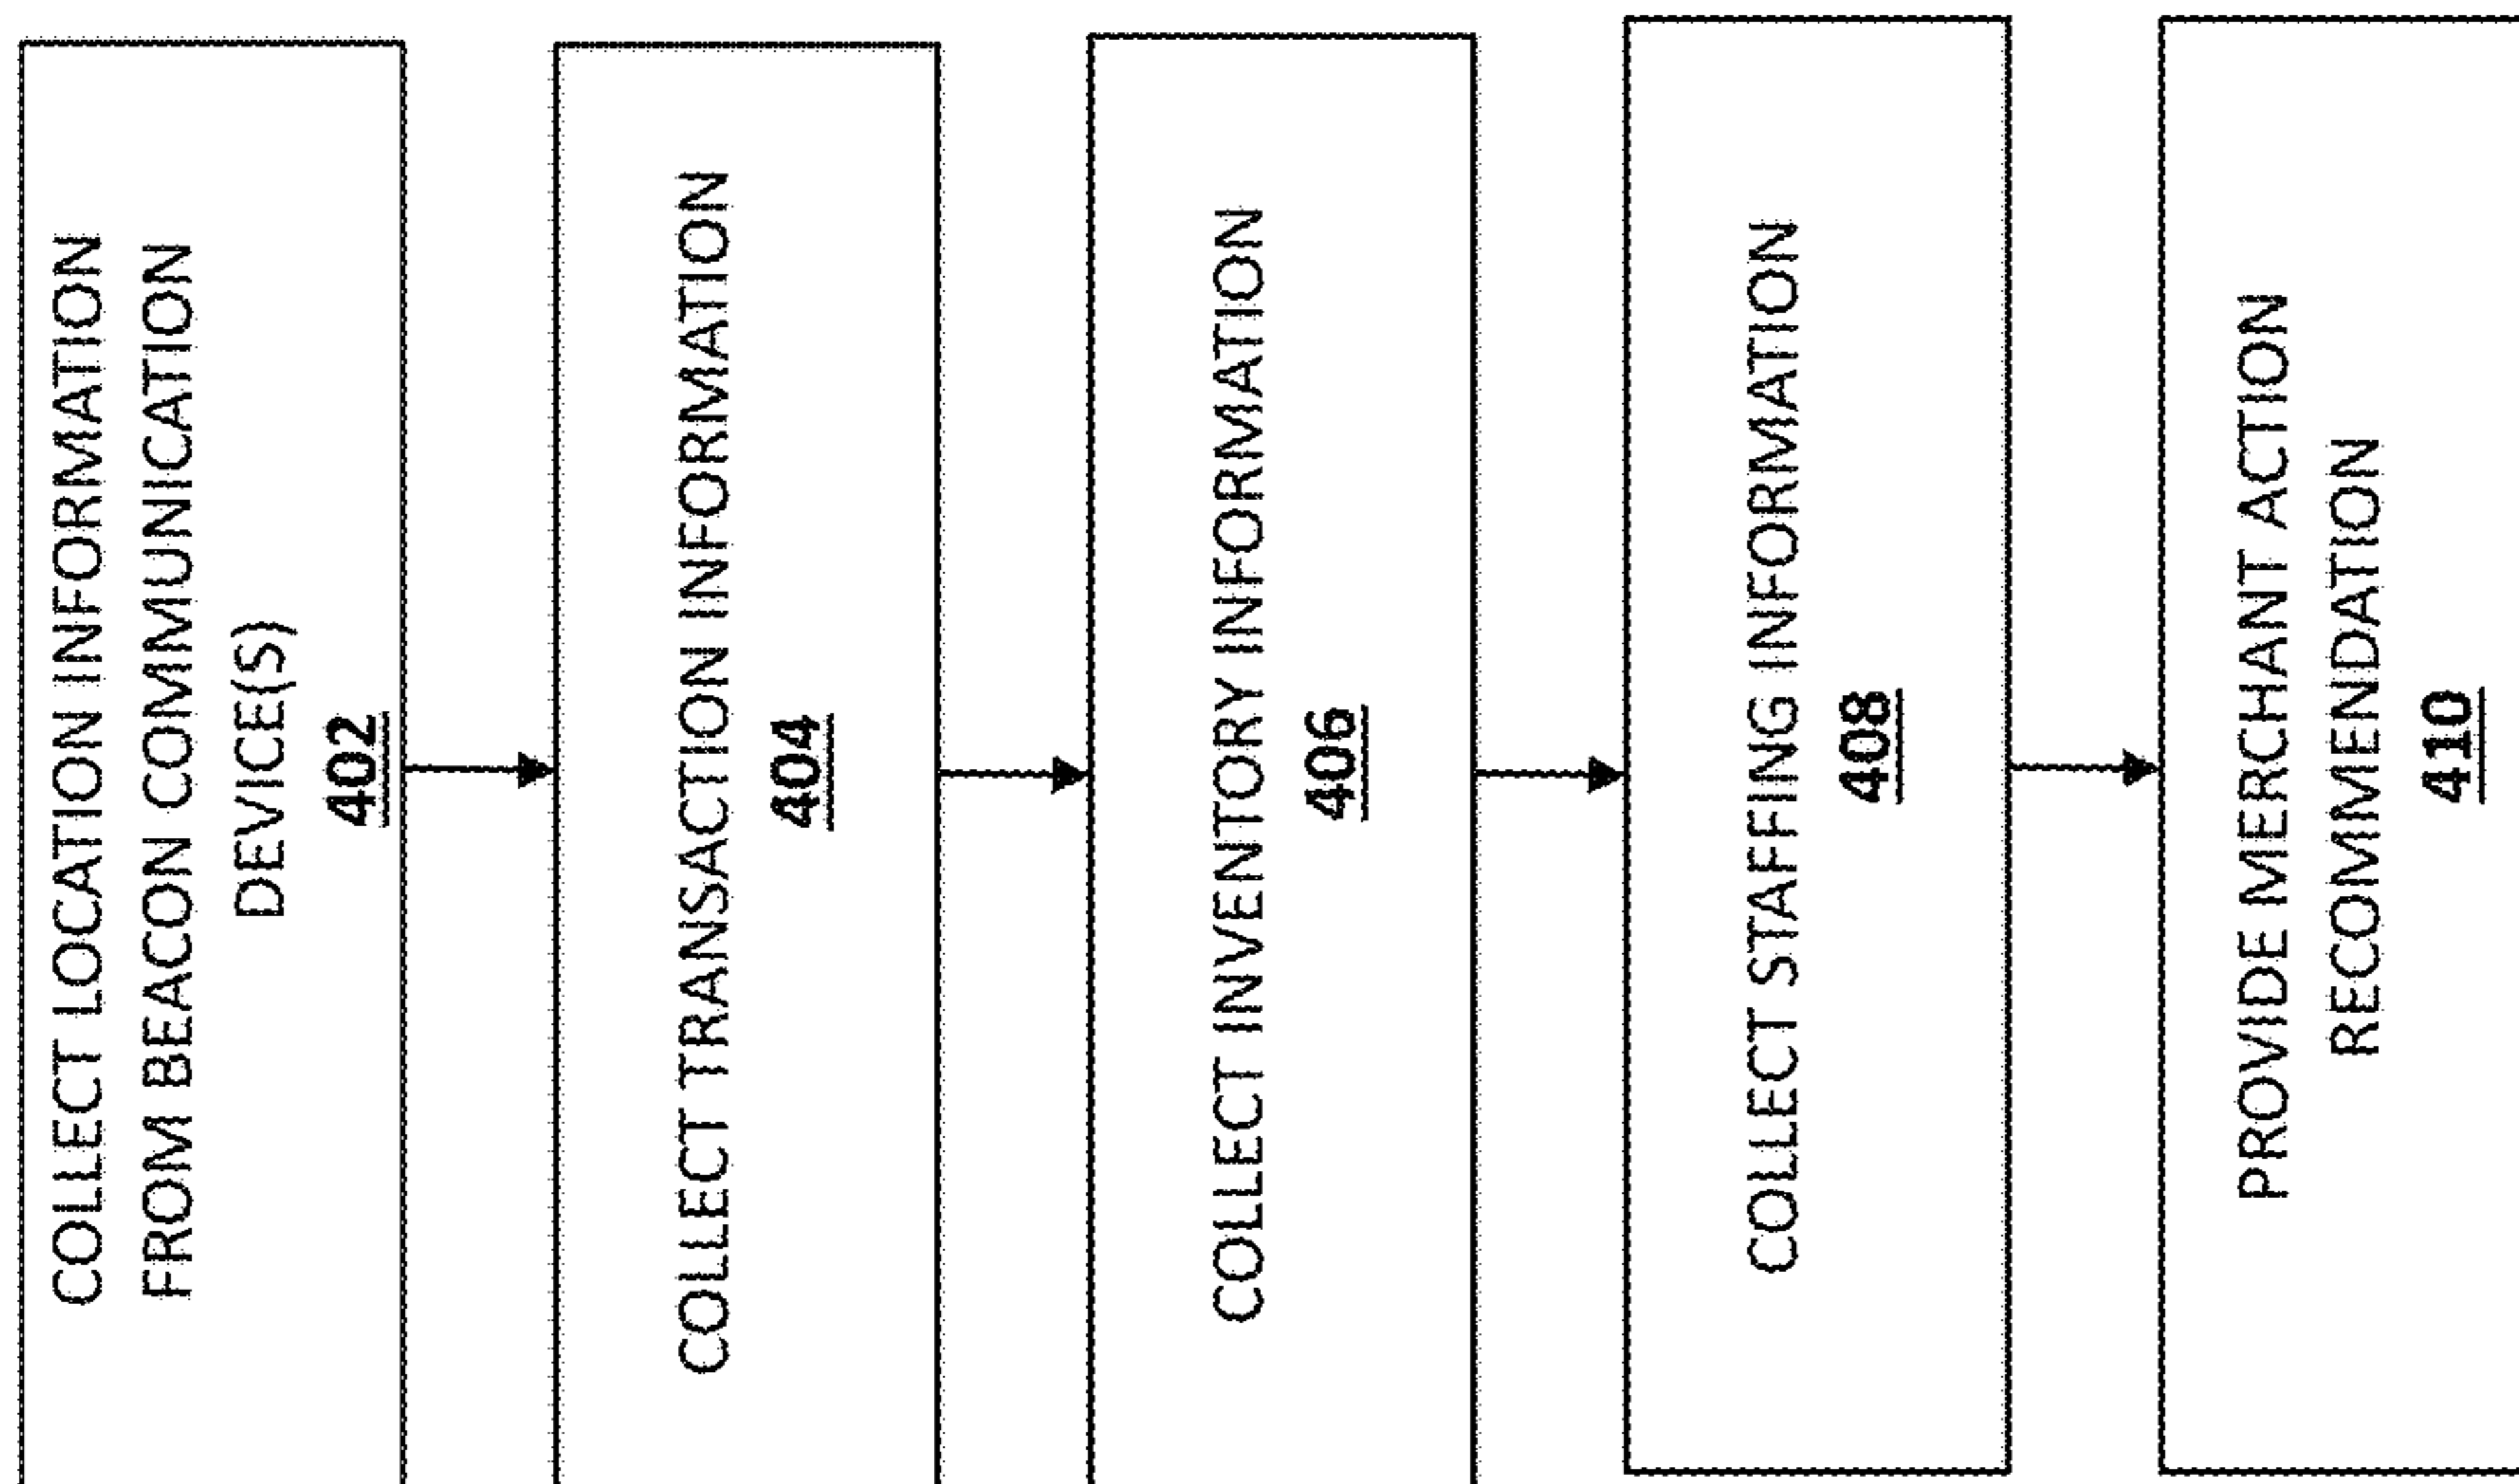 COLLECT LOCATION INFORMATION
FROM BEACON COMMUNICATION
DEVICE(S)
402
COLLECT TRANSACTION INFORMATION
404
COLLECT INVENTORY INFORMATION
406
COLLECT STAFFING INFORMATION
408
PROVIDE MERCHANT ACTION
RECOMMENDATION
410